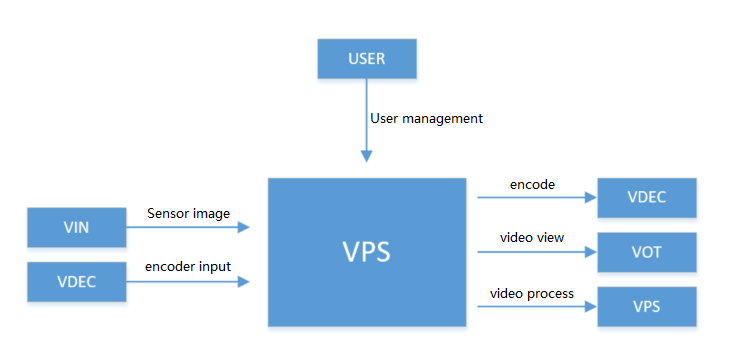 USER
User management
VIN
Sensor image
VDEC
encoder input
VPS
encode
VDEC
video view
VOT
video process
VPS